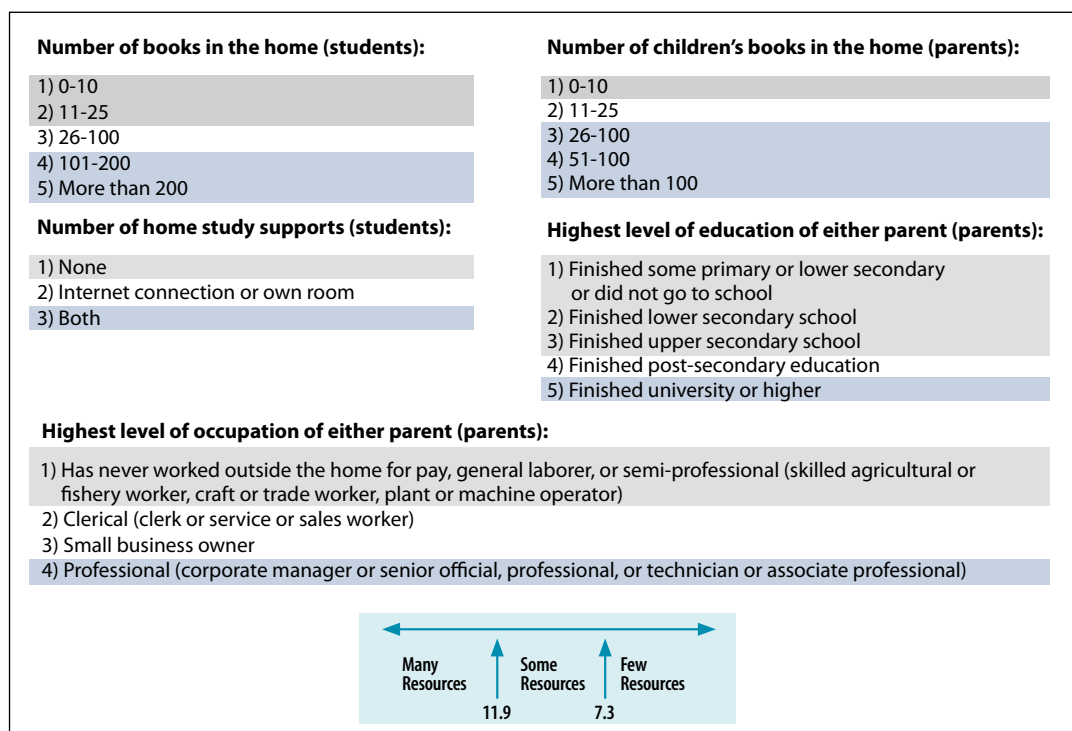 Number of books in the home (students):
1) 0-10
2) 11-25
3) 26-100
4) 101-200
5) More than 200
Number of children’s books in the home (parents):
1) 0-10
2) 11-25
3) 26-100
4) 51-100
5) More than 100
Number of home study supports (students):
1) None
2) Internet connection or own room
3) Both
Highest level of education of either parent (parents):
1) Finished some primary or lower secondary
or did not go to school
2) Finished lower secondary school
3) Finished upper secondary school
4) Finished post-secondary education
5) Finished university or higher
Highest level of occupation of either parent (parents):
1) Has never worked outside the home for pay, general laborer, or semi-professional (skilled agricultural or
fishery worker, craft or trade worker, plant or machine operator)
2) Clerical (clerk or service or sales worker)
3) Small business owner
4) Professional (corporate manager or senior official, professional, or technician or associate professional)
Many
Resources
Some
Resources
Few
Resources
11.9
7.3